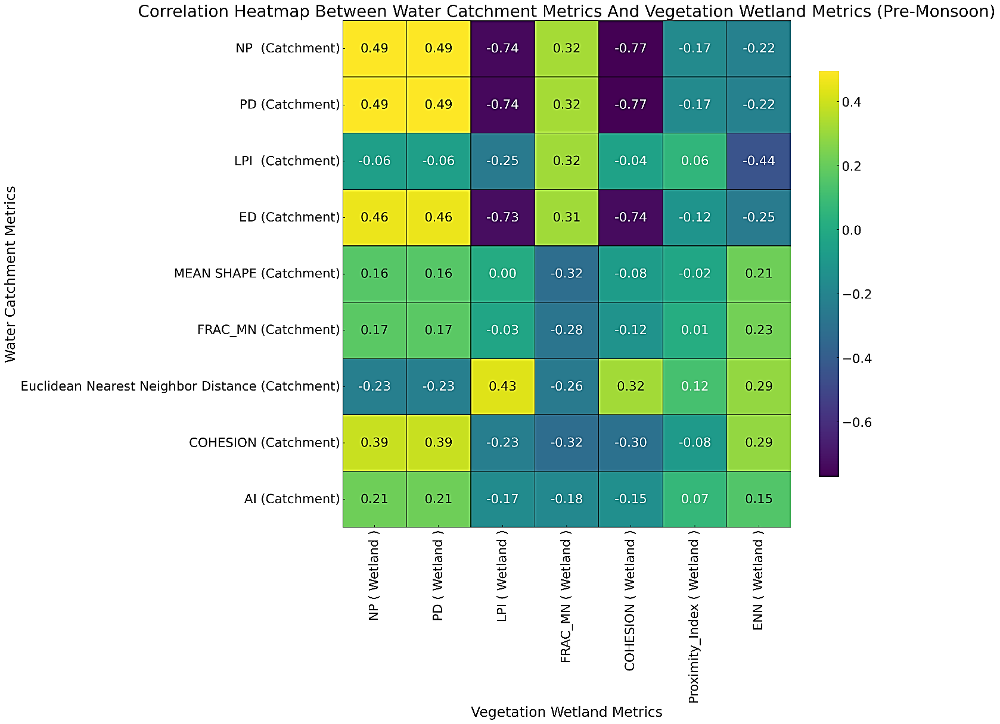 Correlation Heatmap Between Water Catchment Metrics And Vegetation Wetland Metrics (Pre-Monsoon)
Water Catchment Metrics
NP  (Catchment) 0.49 0.49 -0.74 0.32 -0.77 -0.17 -0.22
PD (Catchment) 0.49 0.49 -0.74 0.32 -0.77 -0.17 -0.22
LPI  (Catchment) -0.06 -0.06 -0.25 0.32 -0.04 0.06 -0.44
ED (Catchment) 0.46 0.46 -0.73 0.31 -0.74 -0.12 -0.25
MEAN SHAPE (Catchment) 0.16 0.16 0.00 -0.32 -0.08 -0.02 0.21
FRAC_MN (Catchment) 0.17 0.17 -0.03 -0.28 -0.12 0.01 0.23
Euclidean Nearest Neighbor Distance (Catchment) -0.23 -0.23 0.43 -0.26 0.32 0.12 0.29
COHESION (Catchment) 0.39 0.39 -0.23 -0.32 -0.30 -0.08 0.29
AI (Catchment) 0.21 0.21 -0.17 -0.18 -0.15 0.07 0.15
NP ( Wetland )
PD ( Wetland )
LPI ( Wetland )
FRAC_MN ( Wetland )
COHESION ( Wetland )
Proximity_Index ( Wetland )
ENN ( Wetland )
Vegetation Wetland Metrics
0.4
0.2
0.0
−0.2
−0.4
−0.6